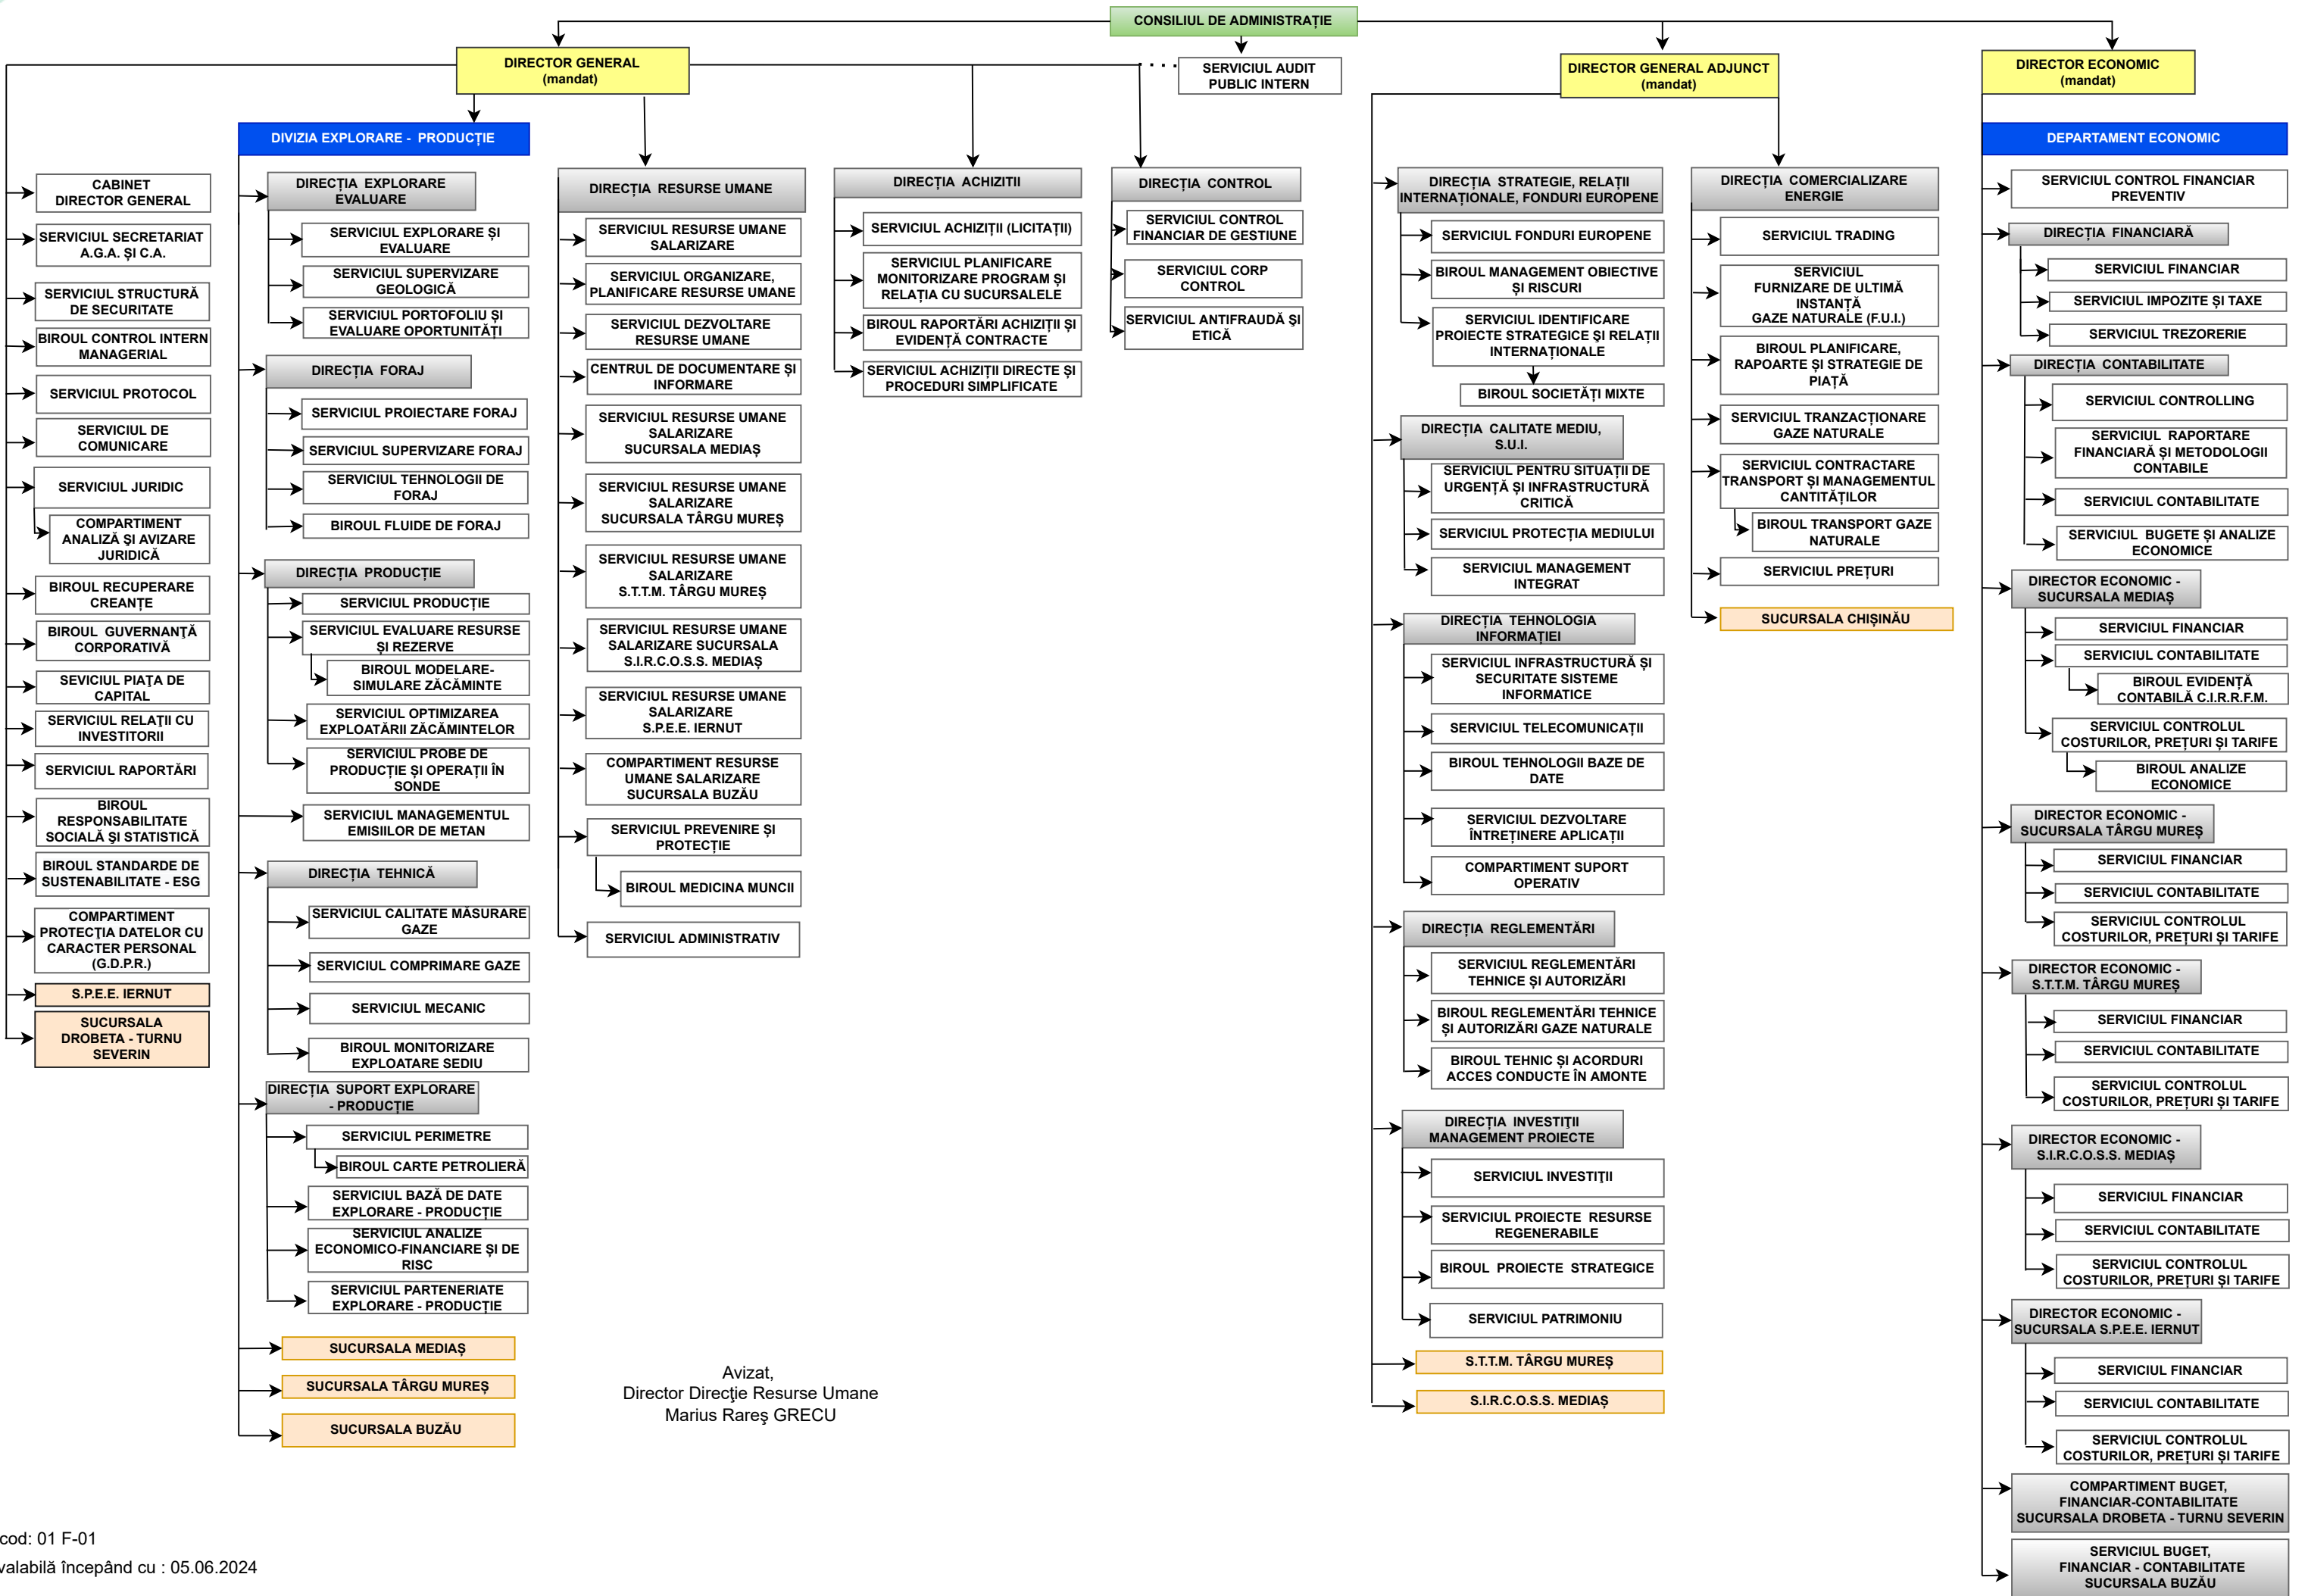 CONSILIUL DE ADMINISTRAȚIE
DIRECTOR GENERAL
(mandat)
SERVICIUL AUDIT
PUBLIC INTERN
DIRECTOR GENERAL ADJUNCT
(mandat)
DIRECTOR ECONOMIC
(mandat)
CABINET
DIRECTOR GENERAL
SERVICIUL SECRETARIAT
A.G.A. ȘI C.A.
SERVICIUL STRUCTURĂ
DE SECURITATE
BIROUL CONTROL INTERN
MANAGERIAL
SERVICIUL PROTOCOL
SERVICIUL DE
COMUNICARE
SERVICIUL JURIDIC
COMPARTIMENT
ANALIZĂ ŞI AVIZARE
JURIDICĂ
BIROUL RECUPERARE
CREANȚE
BIROUL GUVERNANŢĂ
CORPORATIVĂ
SEVICIUL PIAŢA DE
CAPITAL
SERVICIUL RELAŢII CU
INVESTITORII
SERVICIUL RAPORTĂRI
BIROUL
RESPONSABILITATE
SOCIALĂ ŞI STATISTICĂ
BIROUL STANDARDE DE
SUSTENABILITATE - ESG
COMPARTIMENT
PROTECŢIA DATELOR CU
CARACTER PERSONAL
(G.D.P.R.)
S.P.E.E. IERNUT
SUCURSALA
DROBETA - TURNU
SEVERIN
DIVIZIA EXPLORARE - PRODUCȚIE
DIRECȚIA EXPLORARE
EVALUARE
SERVICIUL EXPLORARE ȘI
EVALUARE
SERVICIUL SUPERVIZARE
GEOLOGICĂ
SERVICIUL PORTOFOLIU ȘI
EVALUARE OPORTUNITĂȚI
DIRECȚIA FORAJ
SERVICIUL PROIECTARE FORAJ
SERVICIUL SUPERVIZARE FORAJ
SERVICIUL TEHNOLOGII DE
FORAJ
BIROUL FLUIDE DE FORAJ
DIRECȚIA PRODUCȚIE
SERVICIUL PRODUCȚIE
SERVICIUL EVALUARE RESURSE
ȘI REZERVE
BIROUL MODELARE-
SIMULARE ZĂCĂMINTE
SERVICIUL OPTIMIZAREA
EXPLOATĂRII ZĂCĂMINTELOR
SERVICIUL PROBE DE
PRODUCȚIE ȘI OPERAȚII ÎN
SONDE
SERVICIUL MANAGEMENTUL
EMISIILOR DE METAN
DIRECȚIA TEHNICĂ
SERVICIUL CALITATE MĂSURARE
GAZE
SERVICIUL COMPRIMARE GAZE
SERVICIUL MECANIC
BIROUL MONITORIZARE
EXPLOATARE SEDIU
DIRECȚIA SUPORT EXPLORARE
- PRODUCȚIE
SERVICIUL PERIMETRE
BIROUL CARTE PETROLIERĂ
SERVICIUL BAZĂ DE DATE
EXPLORARE - PRODUCȚIE
SERVICIUL ANALIZE
ECONOMICO-FINANCIARE ȘI DE
RISC
SERVICIUL PARTENERIATE
EXPLORARE - PRODUCȚIE
SUCURSALA MEDIAȘ
SUCURSALA TÂRGU MUREȘ
SUCURSALA BUZĂU
DIRECȚIA RESURSE UMANE
SERVICIUL RESURSE UMANE
SALARIZARE
SERVICIUL ORGANIZARE,
PLANIFICARE RESURSE UMANE
SERVICIUL DEZVOLTARE
RESURSE UMANE
CENTRUL DE DOCUMENTARE ȘI
INFORMARE
SERVICIUL RESURSE UMANE
SALARIZARE
SUCURSALA MEDIAȘ
SERVICIUL RESURSE UMANE
SALARIZARE
SUCURSALA TÂRGU MUREȘ
SERVICIUL RESURSE UMANE
SALARIZARE
S.T.T.M. TÂRGU MUREȘ
SERVICIUL RESURSE UMANE
SALARIZARE SUCURSALA
S.I.R.C.O.S.S. MEDIAȘ
SERVICIUL RESURSE UMANE
SALARIZARE
S.P.E.E. IERNUT
COMPARTIMENT RESURSE
UMANE SALARIZARE
SUCURSALA BUZĂU
SERVICIUL PREVENIRE ȘI
PROTECȚIE
BIROUL MEDICINA MUNCII
SERVICIUL ADMINISTRATIV
DIRECȚIA ACHIZITII
SERVICIUL ACHIZIȚII (LICITAȚII)
SERVICIUL PLANIFICARE
MONITORIZARE PROGRAM ȘI
RELAȚIA CU SUCURSALELE
BIROUL RAPORTĂRI ACHIZIȚII ȘI
EVIDENȚĂ CONTRACTE
SERVICIUL ACHIZIȚII DIRECTE ȘI
PROCEDURI SIMPLIFICATE
DIRECȚIA CONTROL
SERVICIUL CONTROL
FINANCIAR DE GESTIUNE
SERVICIUL CORP
CONTROL
SERVICIUL ANTIFRAUDĂ ŞI
ETICĂ
DIRECȚIA STRATEGIE, RELAȚII
INTERNAȚIONALE, FONDURI EUROPENE
SERVICIUL FONDURI EUROPENE
BIROUL MANAGEMENT OBIECTIVE
ȘI RISCURI
SERVICIUL IDENTIFICARE
PROIECTE STRATEGICE ȘI RELAȚII
INTERNAȚIONALE
BIROUL SOCIETĂȚI MIXTE
DIRECȚIA CALITATE MEDIU,
S.U.I.
SERVICIUL PENTRU SITUAȚII DE
URGENȚĂ ȘI INFRASTRUCTURĂ
CRITICĂ
SERVICIUL PROTECȚIA MEDIULUI
SERVICIUL MANAGEMENT
INTEGRAT
DIRECȚIA TEHNOLOGIA
INFORMAȚIEI
SERVICIUL INFRASTRUCTURĂ ȘI
SECURITATE SISTEME
INFORMATICE
SERVICIUL TELECOMUNICAȚII
BIROUL TEHNOLOGII BAZE DE
DATE
SERVICIUL DEZVOLTARE
ÎNTREȚINERE APLICAȚII
COMPARTIMENT SUPORT
OPERATIV
DIRECȚIA REGLEMENTĂRI
SERVICIUL REGLEMENTĂRI
TEHNICE ȘI AUTORIZĂRI
BIROUL REGLEMENTĂRI TEHNICE
ȘI AUTORIZĂRI GAZE NATURALE
BIROUL TEHNIC ȘI ACORDURI
ACCES CONDUCTE ÎN AMONTE
DIRECȚIA INVESTIŢII
MANAGEMENT PROIECTE
SERVICIUL INVESTIŢII
SERVICIUL PROIECTE RESURSE
REGENERABILE
BIROUL PROIECTE STRATEGICE
SERVICIUL PATRIMONIU
S.T.T.M. TÂRGU MUREȘ
S.I.R.C.O.S.S. MEDIAȘ
DIRECȚIA COMERCIALIZARE
ENERGIE
SERVICIUL TRADING
SERVICIUL
FURNIZARE DE ULTIMĂ
INSTANȚĂ
GAZE NATURALE (F.U.I.)
BIROUL PLANIFICARE,
RAPOARTE ȘI STRATEGIE DE
PIAȚĂ
SERVICIUL TRANZACȚIONARE
GAZE NATURALE
SERVICIUL CONTRACTARE
TRANSPORT ȘI MANAGEMENTUL
CANTITĂȚILOR
BIROUL TRANSPORT GAZE
NATURALE
SERVICIUL PREȚURI
SUCURSALA CHIȘINĂU
DEPARTAMENT ECONOMIC
SERVICIUL CONTROL FINANCIAR
PREVENTIV
DIRECȚIA FINANCIARĂ
SERVICIUL FINANCIAR
SERVICIUL IMPOZITE ȘI TAXE
SERVICIUL TREZORERIE
DIRECȚIA CONTABILITATE
SERVICIUL CONTROLLING
SERVICIUL RAPORTARE
FINANCIARĂ ȘI METODOLOGII
CONTABILE
SERVICIUL CONTABILITATE
SERVICIUL BUGETE ȘI ANALIZE
ECONOMICE
DIRECTOR ECONOMIC -
SUCURSALA MEDIAȘ
SERVICIUL FINANCIAR
SERVICIUL CONTABILITATE
BIROUL EVIDENȚĂ
CONTABILĂ C.I.R.R.F.M.
SERVICIUL CONTROLUL
COSTURILOR, PREȚURI ȘI TARIFE
BIROUL ANALIZE
ECONOMICE
DIRECTOR ECONOMIC -
SUCURSALA TÂRGU MUREȘ
SERVICIUL FINANCIAR
SERVICIUL CONTABILITATE
SERVICIUL CONTROLUL
COSTURILOR, PREȚURI ȘI TARIFE
DIRECTOR ECONOMIC -
S.T.T.M. TÂRGU MUREȘ
SERVICIUL FINANCIAR
SERVICIUL CONTABILITATE
SERVICIUL CONTROLUL
COSTURILOR, PREȚURI ȘI TARIFE
DIRECTOR ECONOMIC -
S.I.R.C.O.S.S. MEDIAȘ
SERVICIUL FINANCIAR
SERVICIUL CONTABILITATE
SERVICIUL CONTROLUL
COSTURILOR, PREȚURI ȘI TARIFE
DIRECTOR ECONOMIC -
SUCURSALA S.P.E.E. IERNUT
SERVICIUL FINANCIAR
SERVICIUL CONTABILITATE
SERVICIUL CONTROLUL
COSTURILOR, PREȚURI ȘI TARIFE
COMPARTIMENT BUGET,
FINANCIAR-CONTABILITATE
SUCURSALA DROBETA - TURNU SEVERIN
SERVICIUL BUGET,
FINANCIAR - CONTABILITATE
SUCURSALA BUZĂU
Avizat,
Director Direcţie Resurse Umane
Marius Rareş GRECU
cod: 01 F-01
valabilă începând cu : 05.06.2024